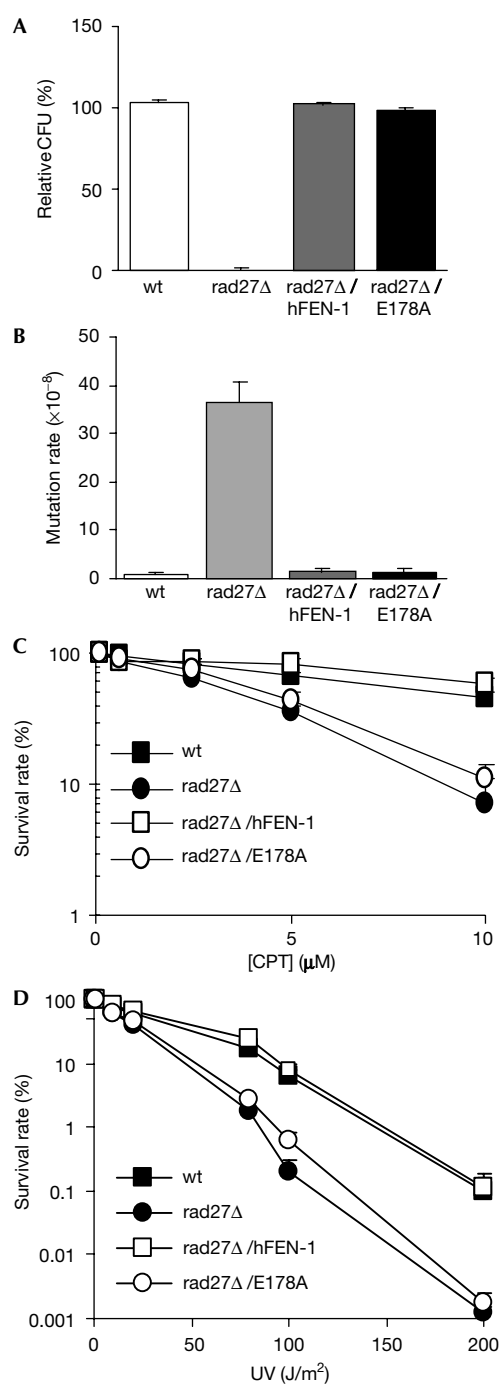 A
Relative CFU (%)
150
100
50
0
wt
rad27Δ
rad27Δ/
hFEN-1
rad27Δ/
E178A
B
Mutation rate (×10⁻⁸)
50
40
30
20
10
0
wt
rad27Δ
rad27Δ/
hFEN-1
rad27Δ/
E178A
C
Survival rate (%)
100
10
1
wt
rad27Δ
rad27Δ/hFEN-1
rad27Δ/E178A
0
5
10
[CPT] (μM)
D
Survival rate (%)
100
10
1
0.1
0.01
0.001
wt
rad27Δ
rad27Δ/hFEN-1
rad27Δ/E178A
0
50
100
150
200
UV (J/m²)